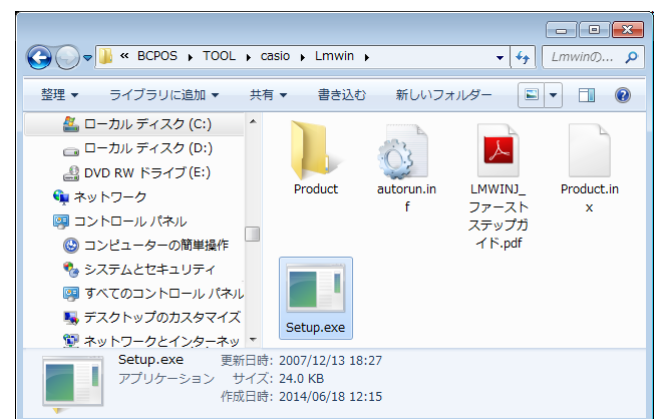 « BCPOS ▸ TOOL ▸ casio ▸ Lmwin ▸
Lmwinの...
整理 ▼ ライブラリに追加 ▼ 共有 ▼ 書き込む 新しいフォルダー
ローカル ディスク (C:)
ローカル ディスク (D:)
DVD RW ドライブ (E:)
ネットワーク
コントロール パネル
コンピューターの簡単操作
システムとセキュリティ
すべてのコントロール パネル
デスクトップのカスタマイズ
ネットワークとインターネッ
Product
autorun.in
f
LMWINJ_
ファースト
ステップガ
イド.pdf
Product.in
x
Setup.exe
Setup.exe 更新日時: 2007/12/13 18:27
アプリケーション サイズ: 24.0 KB
作成日時: 2014/06/18 12:15